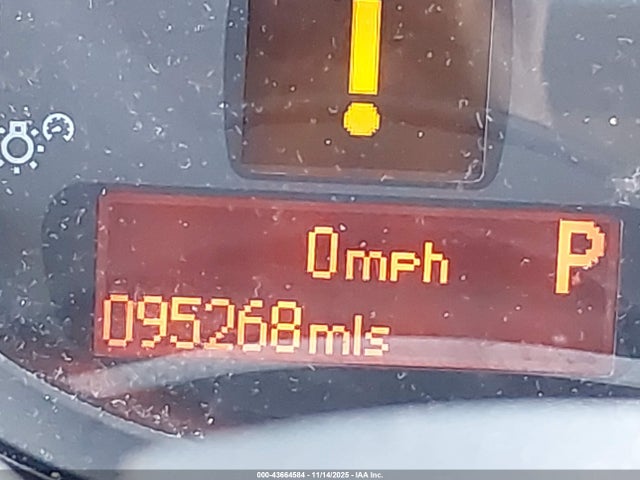 !
0mph P
095268mls
000-43664584 - 11/14/2025 - IAA Inc.